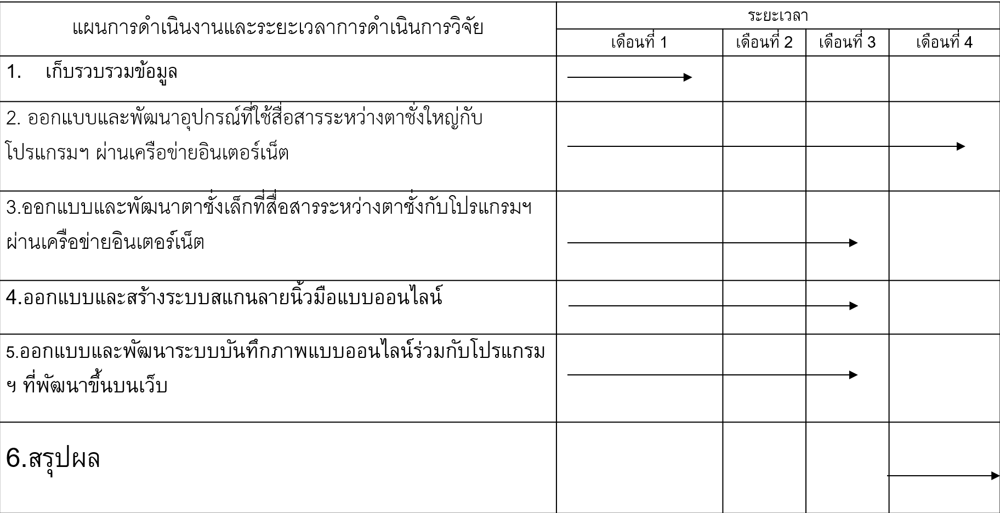 แผนการดำเนินงานและระยะเวลาการดำเนินการวิจัย
ระยะเวลา
เดือนที่ 1
เดือนที่ 2
เดือนที่ 3
เดือนที่ 4
1. เก็บรวบรวมข้อมูล
2. ออกแบบและพัฒนาอุปกรณ์ที่ใช้สื่อสารระหว่างตาชั่งใหญ่กับ
โปรแกรมฯ ผ่านเครือข่ายอินเตอร์เน็ต
3.ออกแบบและพัฒนาตาชั่งเล็กที่สื่อสารระหว่างตาชั่งกับโปรแกรมฯ
ผ่านเครือข่ายอินเตอร์เน็ต
4.ออกแบบและสร้างระบบสแกนลายนิ้วมือแบบออนไลน์
5.ออกแบบและพัฒนาระบบบันทึกภาพแบบออนไลน์ร่วมกับโปรแกรม
ฯ ที่พัฒนาขึ้นบนเว็บ
6.สรุปผล